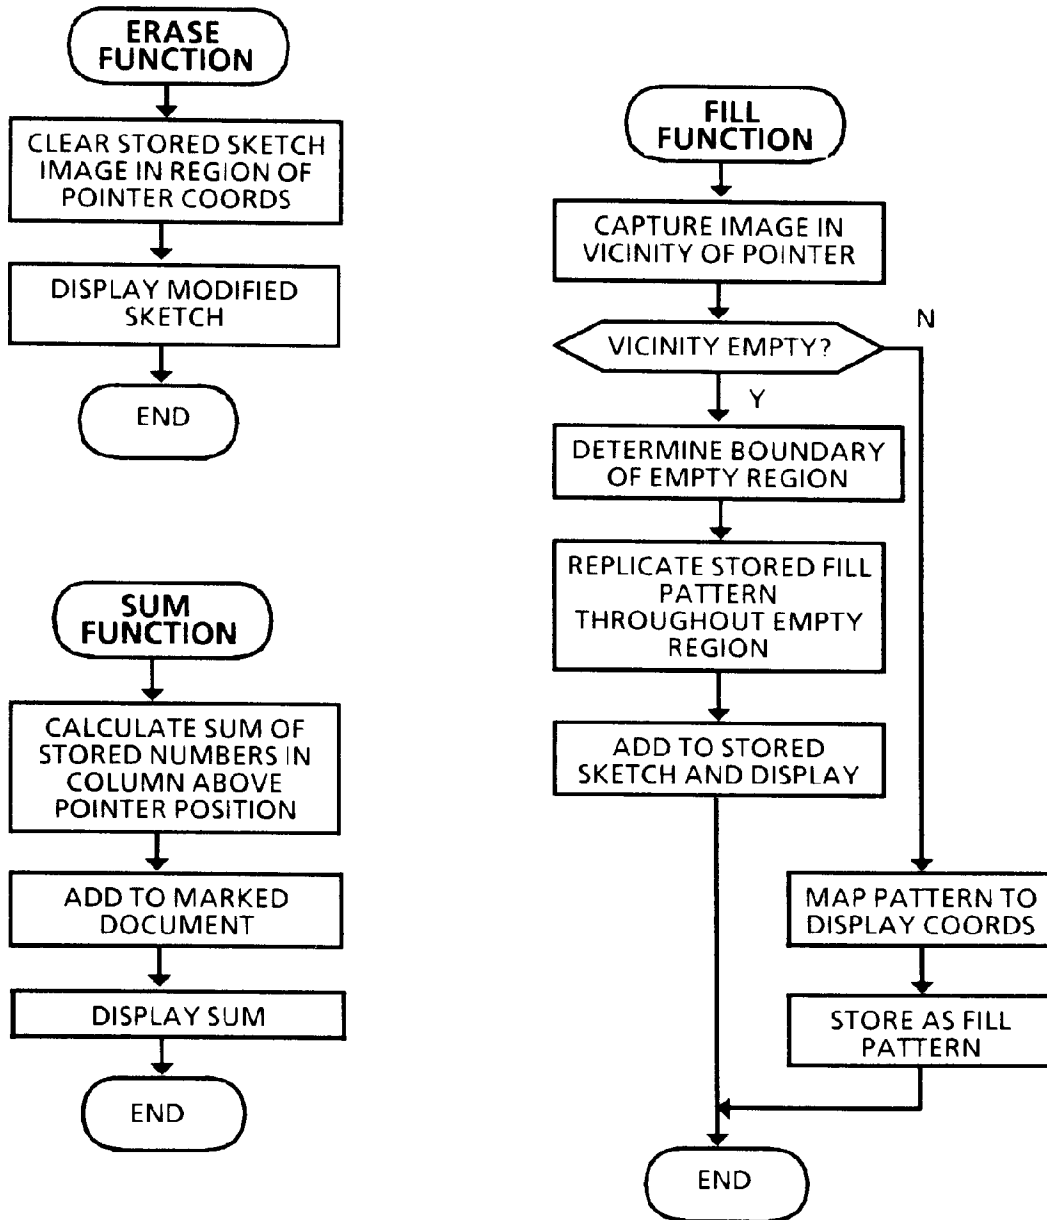 ERASE
FUNCTION
CLEAR STORED SKETCH
IMAGE IN REGION OF
POINTER COORDS
DISPLAY MODIFIED
SKETCH
END
SUM
FUNCTION
CALCULATE SUM OF
STORED NUMBERS IN
COLUMN ABOVE
POINTER POSITION
ADD TO MARKED
DOCUMENT
DISPLAY SUM
END
FILL
FUNCTION
CAPTURE IMAGE IN
VICINITY OF POINTER
VICINITY EMPTY?
N
Y
DETERMINE BOUNDARY
OF EMPTY REGION
REPLICATE STORED FILL
PATTERN
THROUGHOUT EMPTY
REGION
ADD TO STORED
SKETCH AND DISPLAY
MAP PATTERN TO
DISPLAY COORDS
STORE AS FILL
PATTERN
END